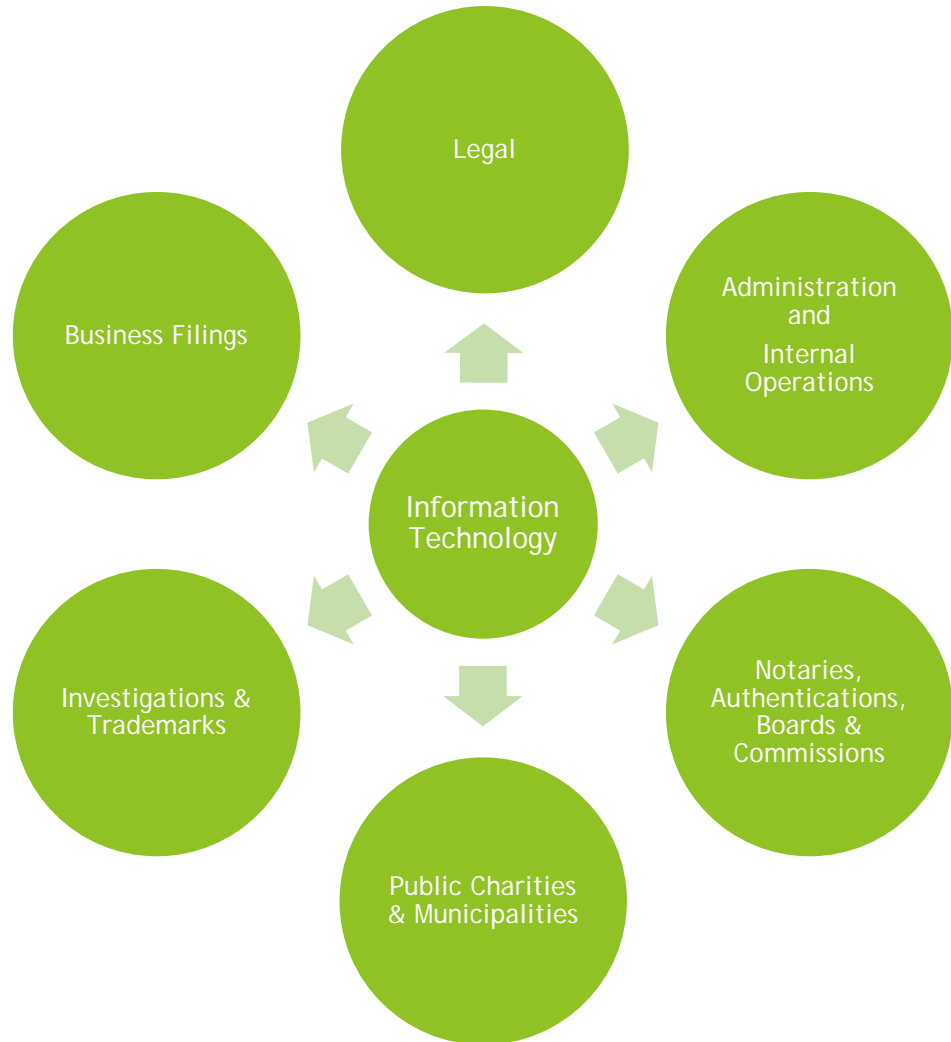 Legal
Administration
and
Internal
Operations
Business Filings
Information
Technology
Notaries,
Authentications,
Boards &
Commissions
Investigations &
Trademarks
Public Charities
& Municipalities